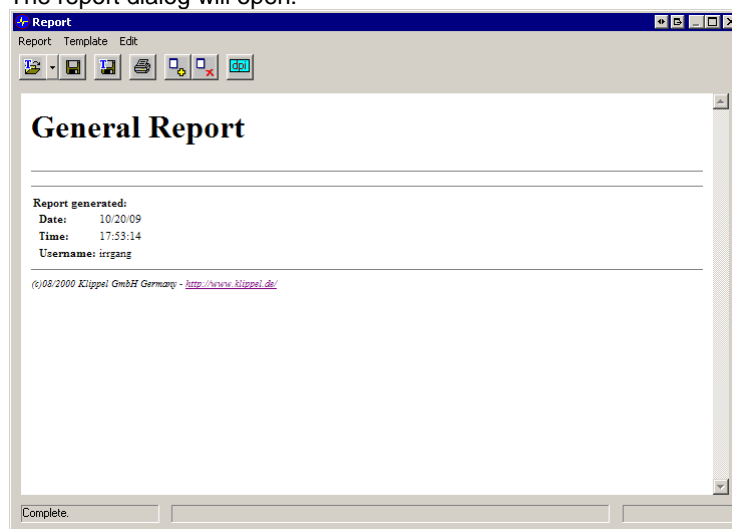 The report dialog will open:
Report
Report Template Edit
T T dpi
General Report
Report generated:
Date: 10/20/09
Time: 17:53:14
Username: irrgang
(c)08/2000 Klippel GmbH Germany - http://www.klippel.de/
Complete.